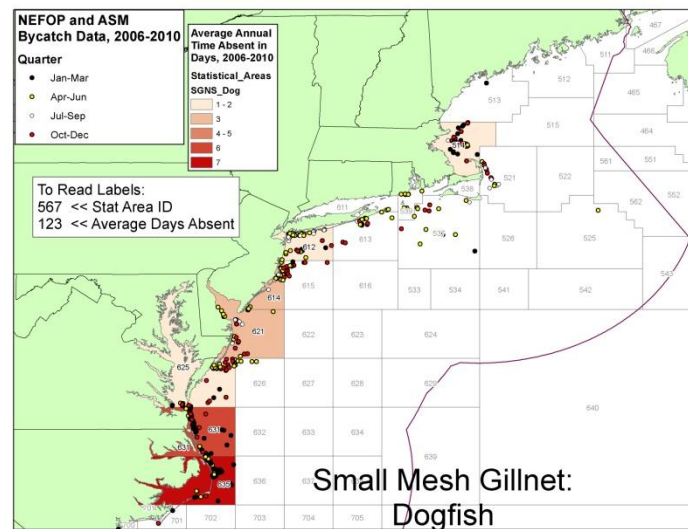 NEFOP and ASM
Bycatch Data, 2006-2010
Quarter
Jan-Mar
Apr-Jun
Jul-Sep
Oct-Dec
Average Annual
Time Absent in
Days, 2006-2010
Statistical_Areas
SGNS_Dog
1 - 2
3
4 - 5
6
7
To Read Labels:
567 << Stat Area ID
123 << Average Days Absent
467
511
466
512
513
465
515
464
514
561
551
521
522
562
552
538
611
613
612
526
525
543
615
616
533
534
541
542
614
621
622
623
624
625
626
627
628
629
640
631
632
633
634
639
635
636
637
701
702
703
704
705
Small Mesh Gillnet:
Dogfish